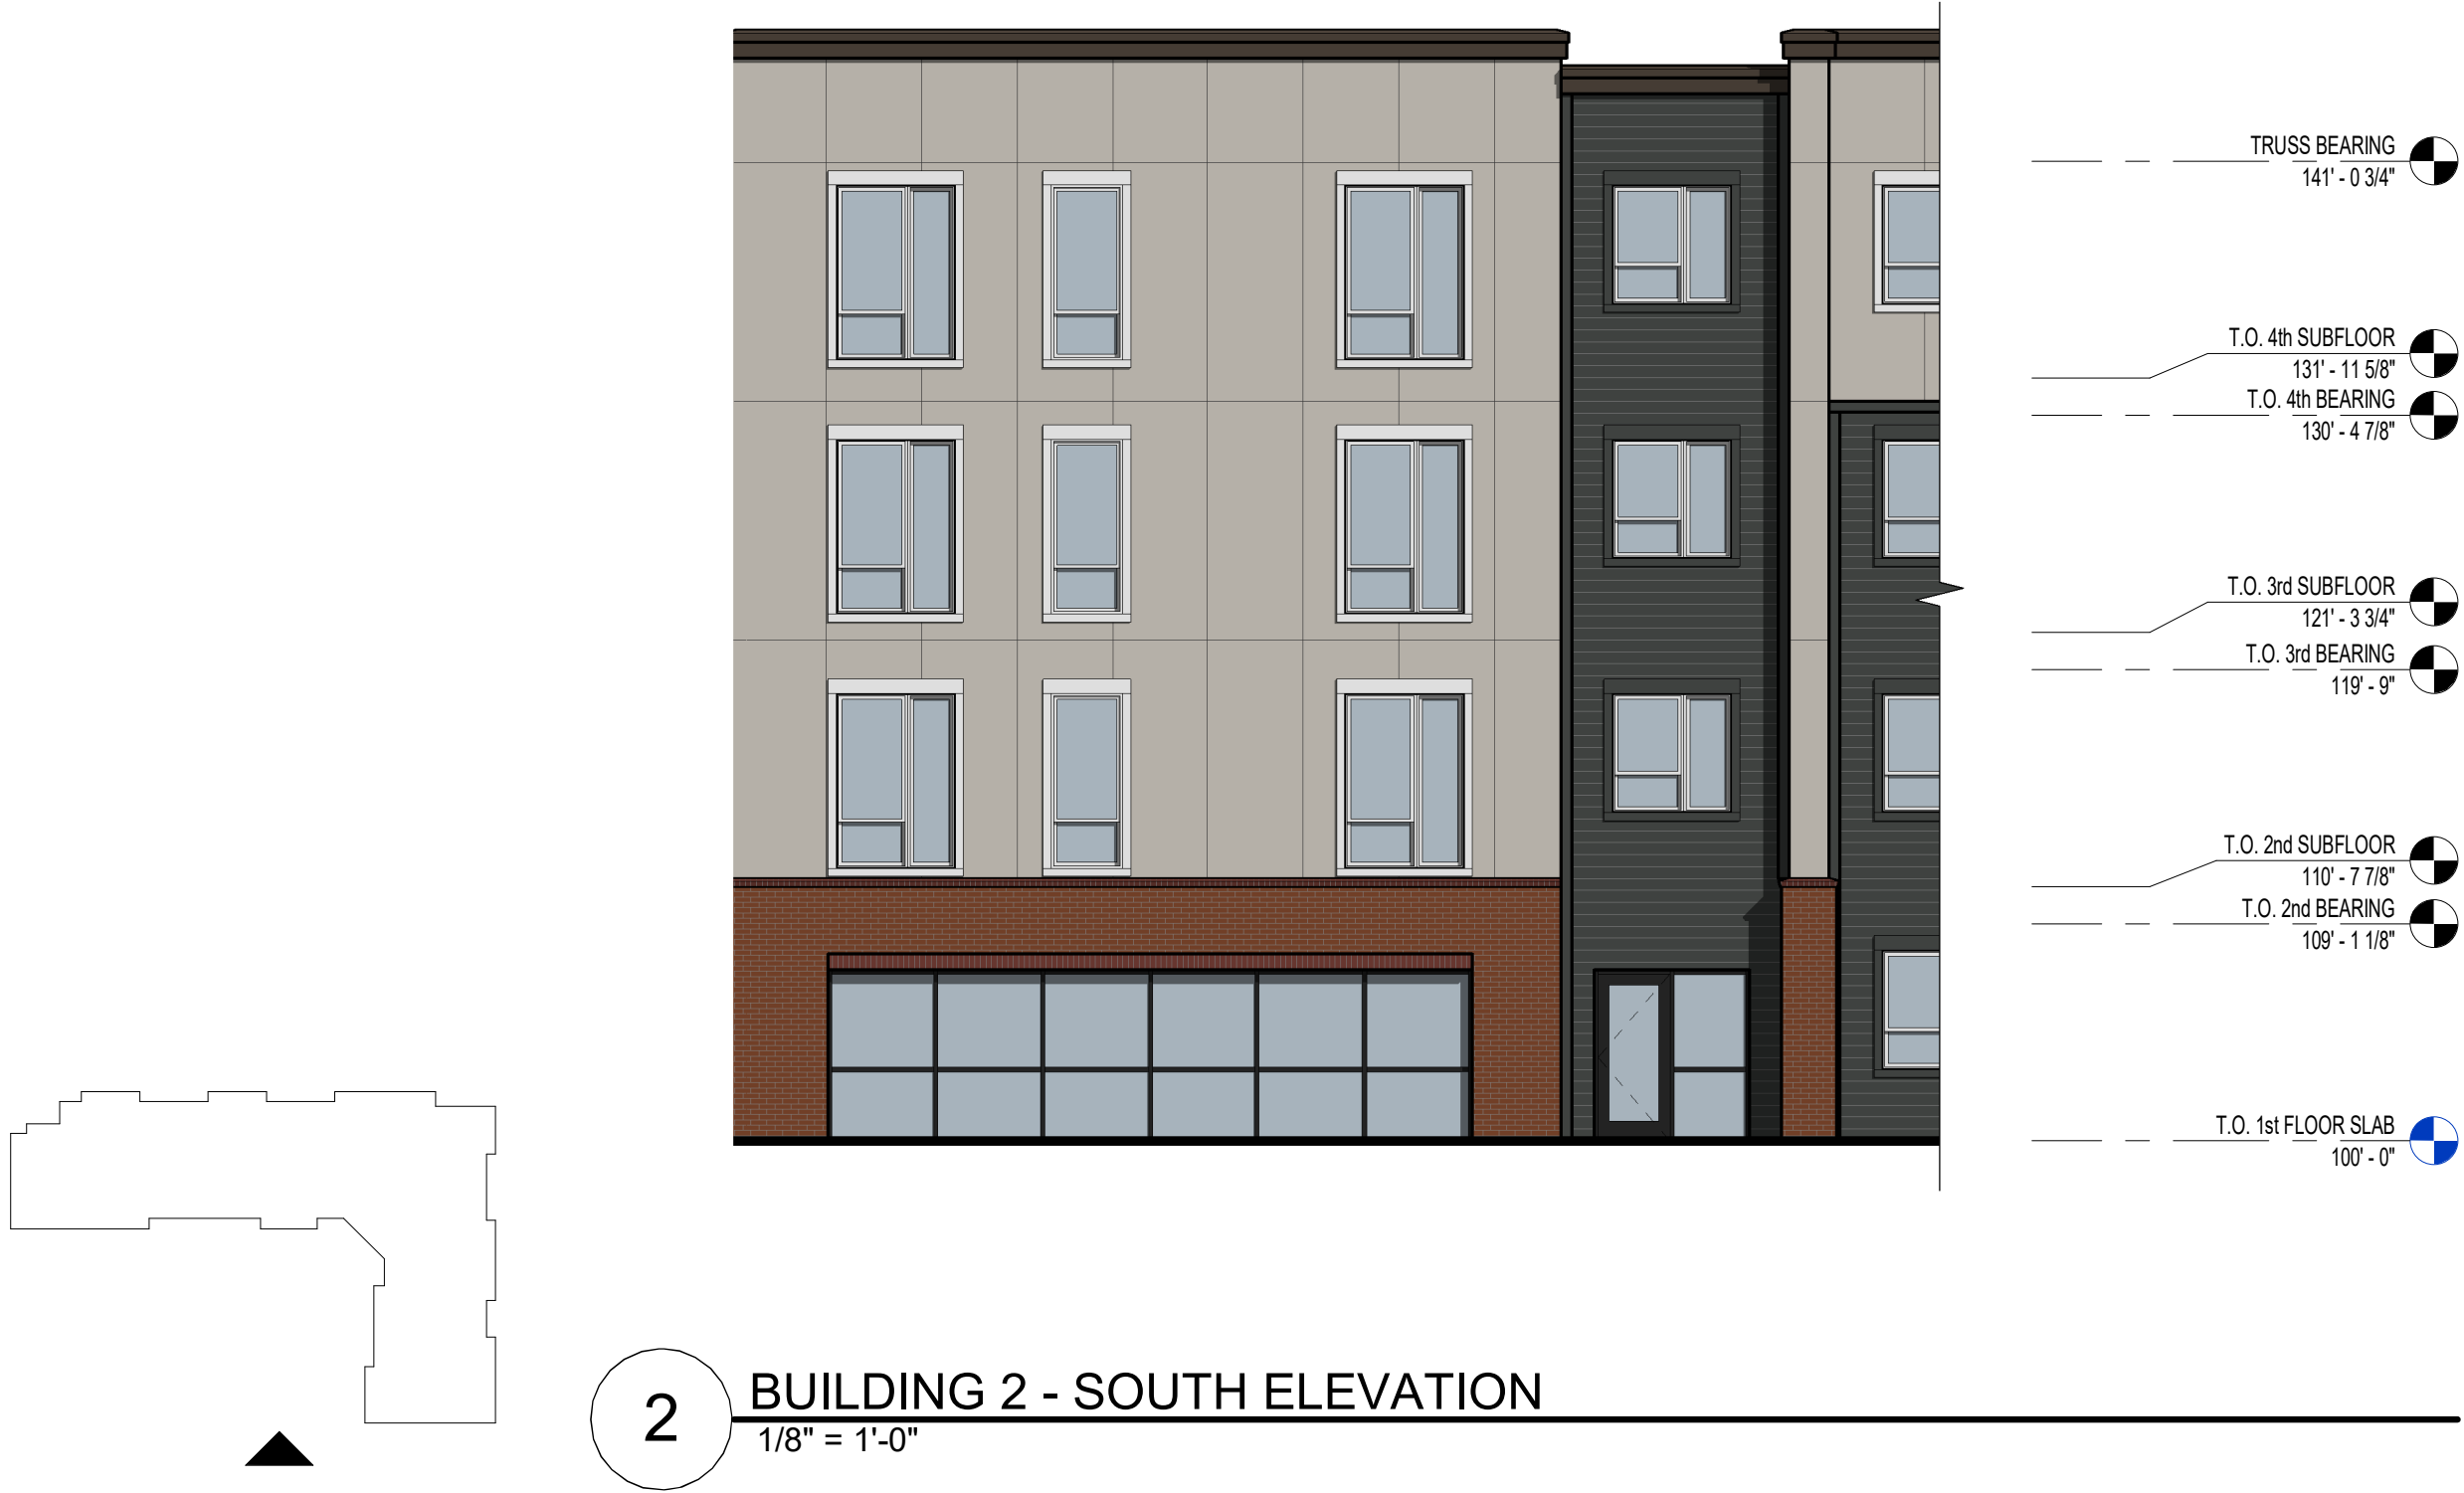 TRUSS BEARING
141' - 0 3/4"
T.O. 4th SUBFLOOR
131' - 11 5/8"
T.O. 4th BEARING
130' - 4 7/8"
T.O. 3rd SUBFLOOR
121' - 3 3/4"
T.O. 3rd BEARING
119' - 9"
T.O. 2nd SUBFLOOR
110' - 7 7/8"
T.O. 2nd BEARING
109' - 1 1/8"
T.O. 1st FLOOR SLAB
100' - 0"
2
BUILDING 2 - SOUTH ELEVATION
1/8" = 1'-0"